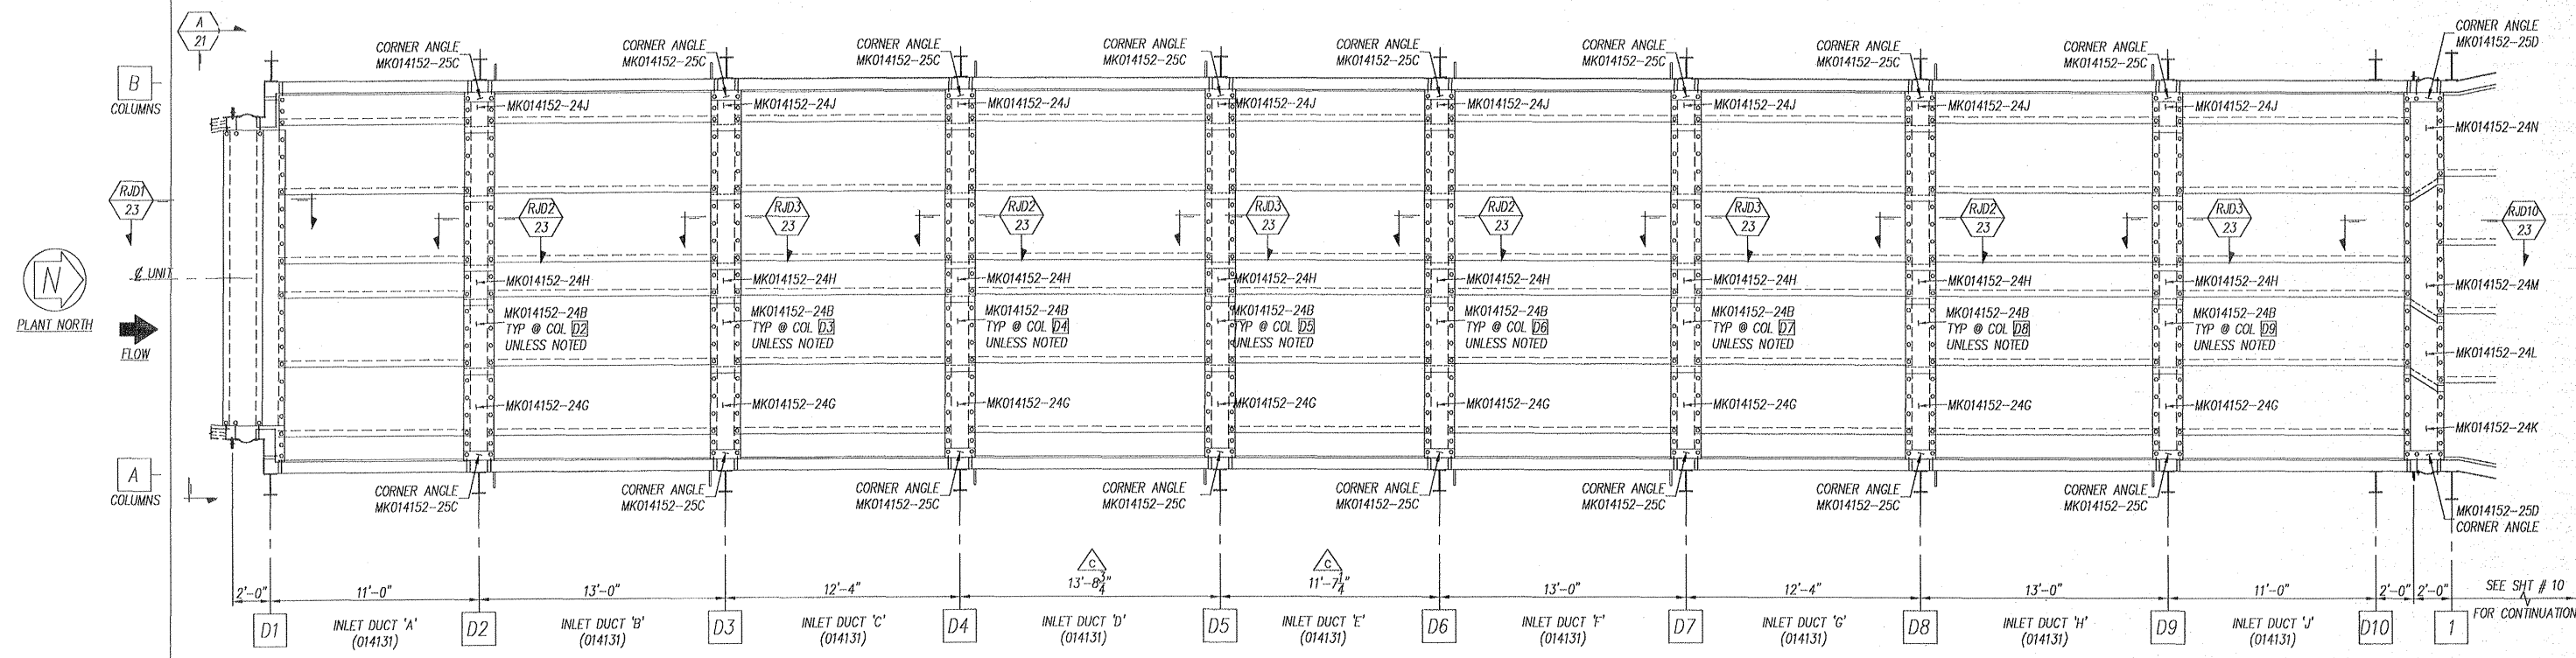 A
21
CORNER ANGLE
MK014152-25C
CORNER ANGLE
MK014152-25C
CORNER ANGLE
MK014152-25C
CORNER ANGLE
MK014152-25C
CORNER ANGLE
MK014152-25C
CORNER ANGLE
MK014152-25C
CORNER ANGLE
MK014152-25C
CORNER ANGLE
MK014152-25C
CORNER ANGLE
MK014152-25D
B
COLUMNS
MK014152-24J
MK014152-24J
MK014152-24J
MK014152-24J
MK014152-24J
MK014152-24J
MK014152-24J
MK014152-24J
MK014152-24N
RJD1
23
RJD2
23
RJD3
23
RJD2
23
RJD3
23
RJD2
23
RJD3
23
RJD2
23
RJD3
23
RJD10
23
N
PLANT NORTH
FLOW
℄ UNIT
MK014152-24H
MK014152-24H
MK014152-24H
MK014152-24H
MK014152-24H
MK014152-24H
MK014152-24H
MK014152-24H
MK014152-24M
MK014152-24B
TYP @ COL D2
UNLESS NOTED
MK014152-24B
TYP @ COL D3
UNLESS NOTED
MK014152-24B
TYP @ COL D4
UNLESS NOTED
MK014152-24B
TYP @ COL D5
UNLESS NOTED
MK014152-24B
TYP @ COL D6
UNLESS NOTED
MK014152-24B
TYP @ COL D7
UNLESS NOTED
MK014152-24B
TYP @ COL D8
UNLESS NOTED
MK014152-24B
TYP @ COL D9
UNLESS NOTED
MK014152-24L
MK014152-24G
MK014152-24G
MK014152-24G
MK014152-24G
MK014152-24G
MK014152-24G
MK014152-24G
MK014152-24G
MK014152-24K
A
COLUMNS
CORNER ANGLE
MK014152-25C
CORNER ANGLE
MK014152-25C
CORNER ANGLE
MK014152-25C
CORNER ANGLE
MK014152-25C
CORNER ANGLE
MK014152-25C
CORNER ANGLE
MK014152-25C
CORNER ANGLE
MK014152-25C
CORNER ANGLE
MK014152-25C
MK014152-25D
CORNER ANGLE
C
C
2'-0"
11'-0"
13'-0"
12'-4"
13'-8 3/4"
11'-7 1/4"
13'-0"
12'-4"
13'-0"
11'-0"
2'-0"
2'-0"
SEE SHT # 10
FOR CONTINUATION
D1
INLET DUCT 'A'
(014131)
D2
INLET DUCT 'B'
(014131)
D3
INLET DUCT 'C'
(014131)
D4
INLET DUCT 'D'
(014131)
D5
INLET DUCT 'E'
(014131)
D6
INLET DUCT 'F'
(014131)
D7
INLET DUCT 'G'
(014131)
D8
INLET DUCT 'H'
(014131)
D9
INLET DUCT 'J'
(014131)
D10
1